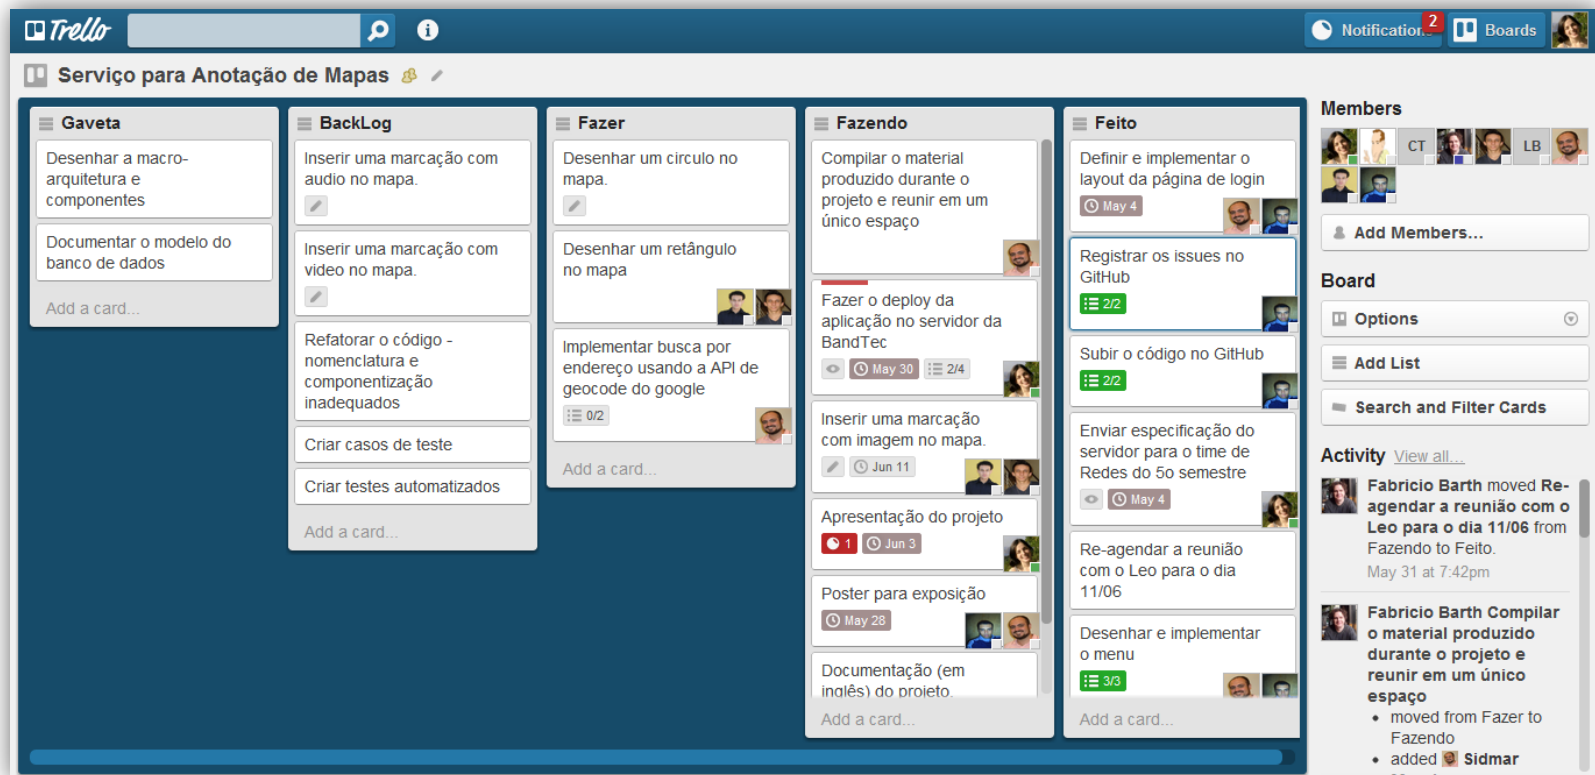 Trello
Notifications
2
Boards
Serviço para Anotação de Mapas
Gaveta
Desenhar a macro-
arquitetura e
componentes
Documentar o modelo do
banco de dados
Add a card...
BackLog
Inserir uma marcação com
audio no mapa.
Inserir uma marcação com
video no mapa.
Refatorar o código -
nomenclatura e
componentização
inadequados
Criar casos de teste
Criar testes automatizados
Add a card...
Fazer
Desenhar um circulo no
mapa.
Desenhar um retângulo
no mapa
Implementar busca por
endereço usando a API de
geocode do google
0/2
Add a card...
Fazendo
Compilar o material
produzido durante o
projeto e reunir em um
único espaço
Fazer o deploy da
aplicação no servidor da
BandTec
May 30 2/4
Inserir uma marcação
com imagem no mapa.
Jun 11
Apresentação do projeto
1 Jun 3
Poster para exposição
May 28
Documentação (em
inglês) do projeto.
Add a card...
Feito
Definir e implementar o
layout da página de login
May 4
Registrar os issues no
GitHub
2/2
Subir o código no GitHub
2/2
Enviar especificação do
servidor para o time de
Redes do 5o semestre
May 4
Re-agendar a reunião
com o Leo para o dia
11/06
Desenhar e implementar
o menu
3/3
Add a card...
Members
CT
LB
Add Members...
Board
Options
Add List
Search and Filter Cards
Activity View all...
Fabricio Barth moved Re-
agendar a reunião com o
Leo para o dia 11/06 from
Fazendo to Feito.
May 31 at 7:42pm
Fabricio Barth Compilar
o material produzido
durante o projeto e
reunir em um único
espaço
• moved from Fazer to
Fazendo
• added Sidmar